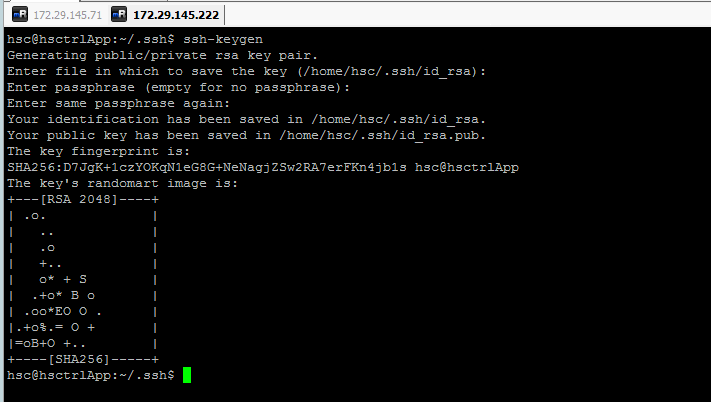 172.29.145.71 172.29.145.222
hsc@hsctrlApp:~/.ssh$ ssh-keygen
Generating public/private rsa key pair.
Enter file in which to save the key (/home/hsc/.ssh/id_rsa):
Enter passphrase (empty for no passphrase):
Enter same passphrase again:
Your identification has been saved in /home/hsc/.ssh/id_rsa.
Your public key has been saved in /home/hsc/.ssh/id_rsa.pub.
The key fingerprint is:
SHA256:D7JgK+1czYOKqN1eG8G+NeNagjZSw2RA7erFKn4jb1s hsc@hsctrlApp
The key's randomart image is:
+---[RSA 2048]----+
| .o.             |
|   ..            |
|   .o            |
|   +..           |
|   o* + S        |
|  .+o* B o       |
| .oo*EO O .      |
|.+o%.= O +       |
|=oB+O +..        |
+----[SHA256]-----+
hsc@hsctrlApp:~/.ssh$